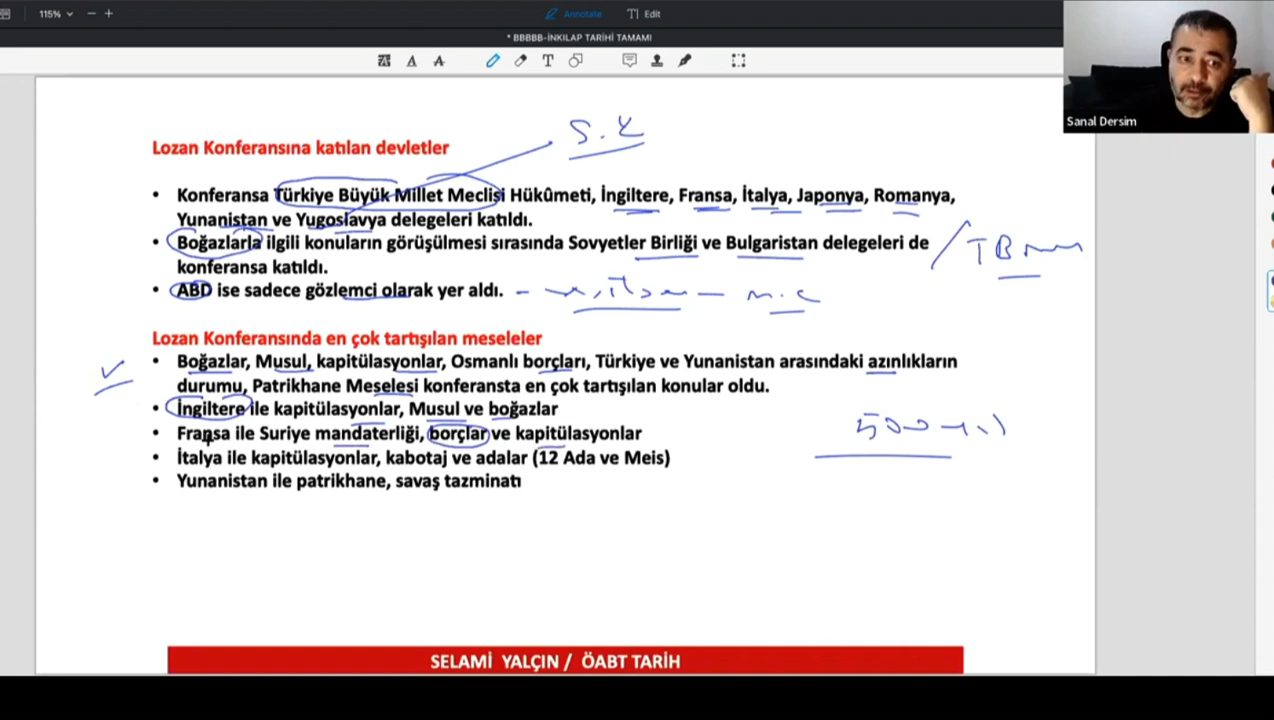 115%
Annotate
Edit
* BBBBB-İNKILAP TARİHİ TAMAMI
Sanal Dersim
S.Y
Lozan Konferansına katılan devletler
• Konferansa Türkiye Büyük Millet Meclisi Hükûmeti, İngiltere, Fransa, İtalya, Japonya, Romanya,
Yunanistan ve Yugoslavya delegeleri katıldı.
• Boğazlarla ilgili konuların görüşülmesi sırasında Sovyetler Birliği ve Bulgaristan delegeleri de
konferansa katıldı.
/ TBmm
• ABD ise sadece gözlemci olarak yer aldı.
Lozan Konferansında en çok tartışılan meseleler
• Boğazlar, Musul, kapitülasyonlar, Osmanlı borçları, Türkiye ve Yunanistan arasındaki azınlıkların
durumu, Patrikhane Meselesi konferansta en çok tartışılan konular oldu.
• İngiltere ile kapitülasyonlar, Musul ve boğazlar
• Fransa ile Suriye mandaterliği, borçlar ve kapitülasyonlar
500
• İtalya ile kapitülasyonlar, kabotaj ve adalar (12 Ada ve Meis)
• Yunanistan ile patrikhane, savaş tazminatı
SELAMİ YALÇIN / ÖABT TARİH